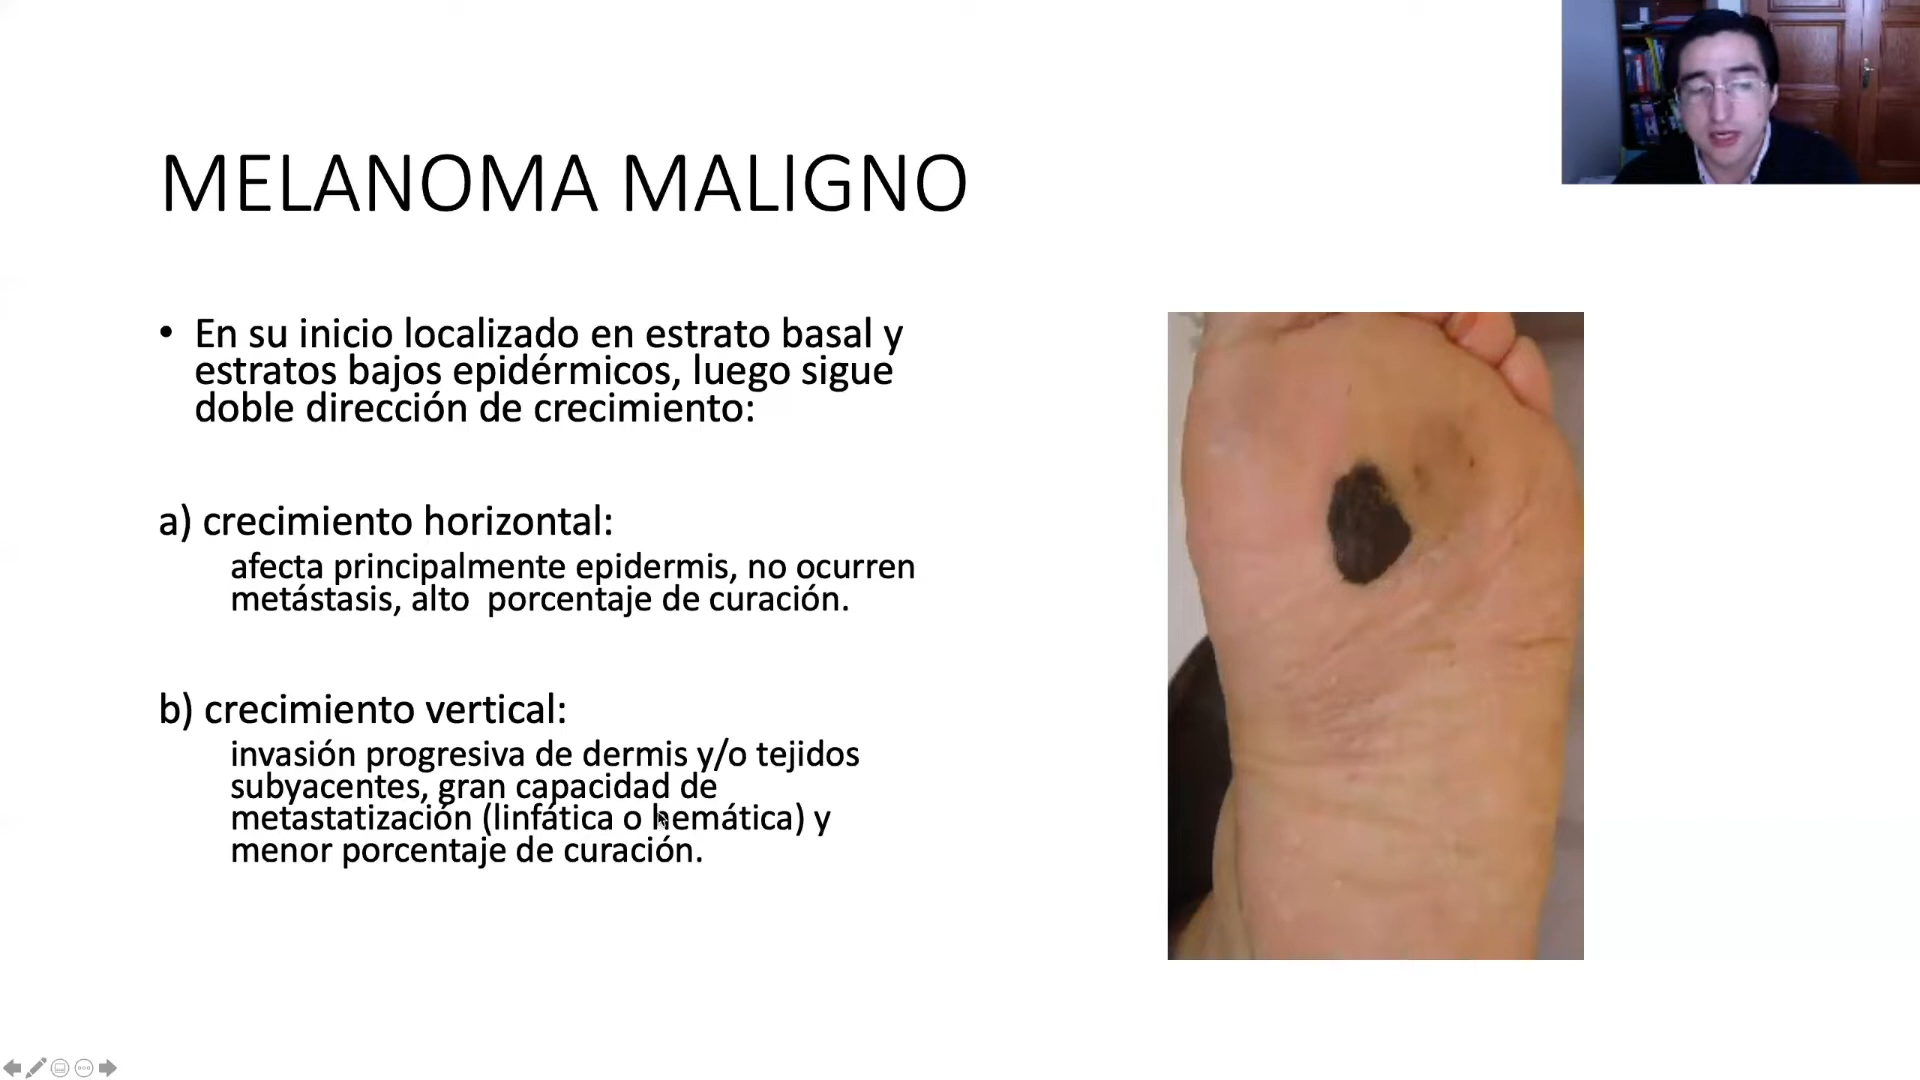 MELANOMA MALIGNO
• En su inicio localizado en estrato basal y
estratos bajos epidérmicos, luego sigue
doble dirección de crecimiento:
a) crecimiento horizontal:
afecta principalmente epidermis, no ocurren
metástasis, alto porcentaje de curación.
b) crecimiento vertical:
invasión progresiva de dermis y/o tejidos
subyacentes, gran capacidad de
metastatización (linfática o hemática) y
menor porcentaje de curación.